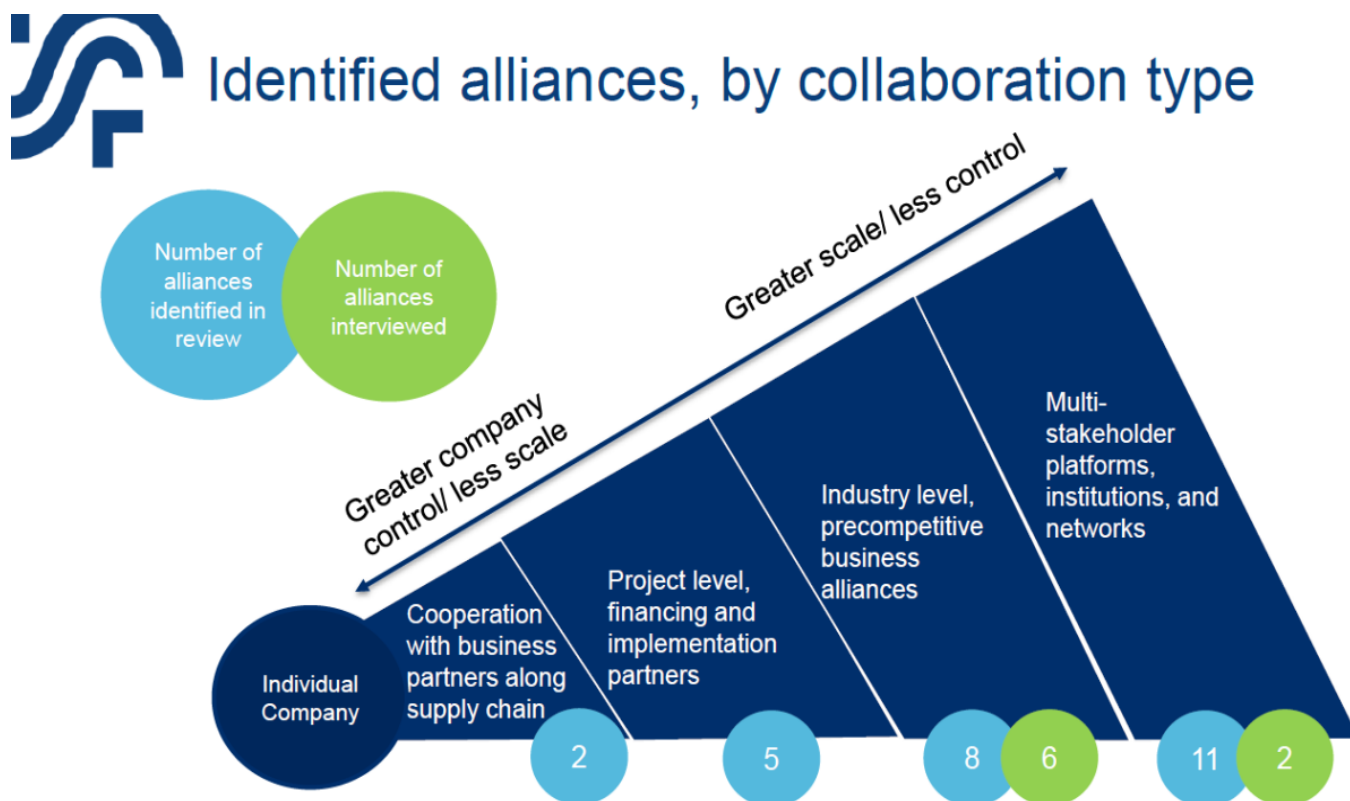 Identified alliances, by collaboration type
Number of
alliances
identified in
review
Number of
alliances
interviewed
Greater scale/ less control
Greater company
control/ less scale
Individual
Company
Cooperation
with business
partners along
supply chain
Project level,
financing and
implementation
partners
Industry level,
precompetitive
business
alliances
Multi-
stakeholder
platforms,
institutions, and
networks
2
5
8
6
11
2